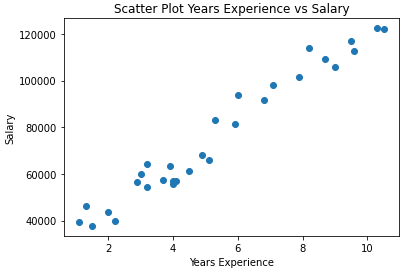 Scatter Plot Years Experience vs Salary
120000
100000
80000
60000
40000
Salary
2 4 6 8 10
Years Experience